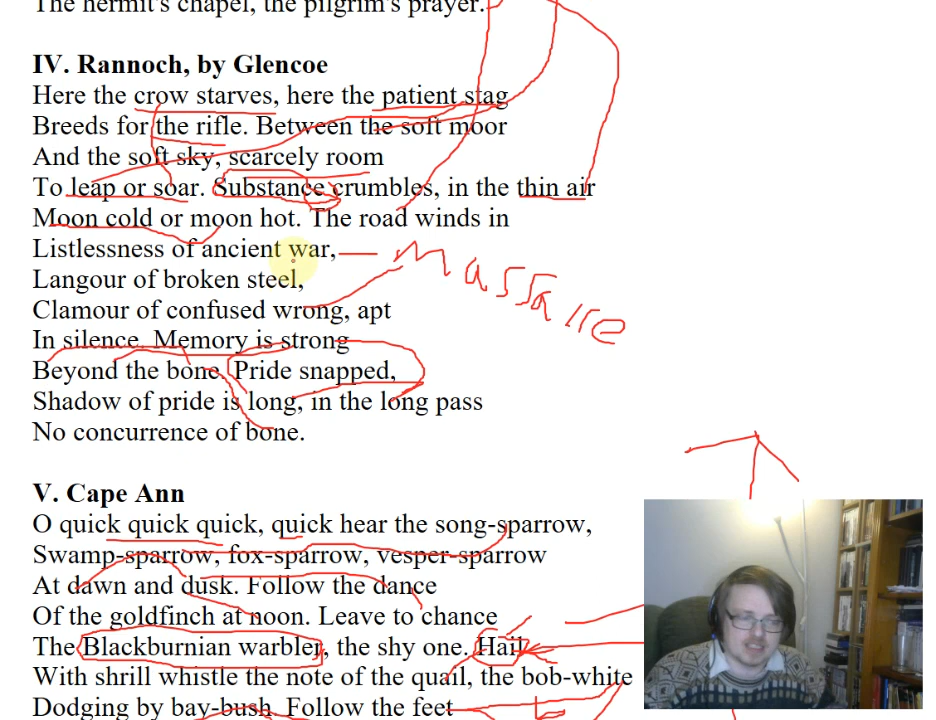 The hermit's chapel, the pilgrim's prayer.
IV. Rannoch, by Glencoe
Here the crow starves, here the patient stag
Breeds for the rifle. Between the soft moor
And the soft sky, scarcely room
To leap or soar. Substance crumbles, in the thin air
Moon cold or moon hot. The road winds in
Listlessness of ancient war,
Massacre
Langour of broken steel,
Clamour of confused wrong, apt
In silence. Memory is strong
Beyond the bone. Pride snapped,
Shadow of pride is long, in the long pass
No concurrence of bone.
V. Cape Ann
O quick quick quick, quick hear the song-sparrow,
Swamp-sparrow, fox-sparrow, vesper-sparrow
At dawn and dusk. Follow the dance
Of the goldfinch at noon. Leave to chance
The Blackburnian warbler, the shy one. Hail
With shrill whistle the note of the quail, the bob-white
Dodging by bay-bush. Follow the feet